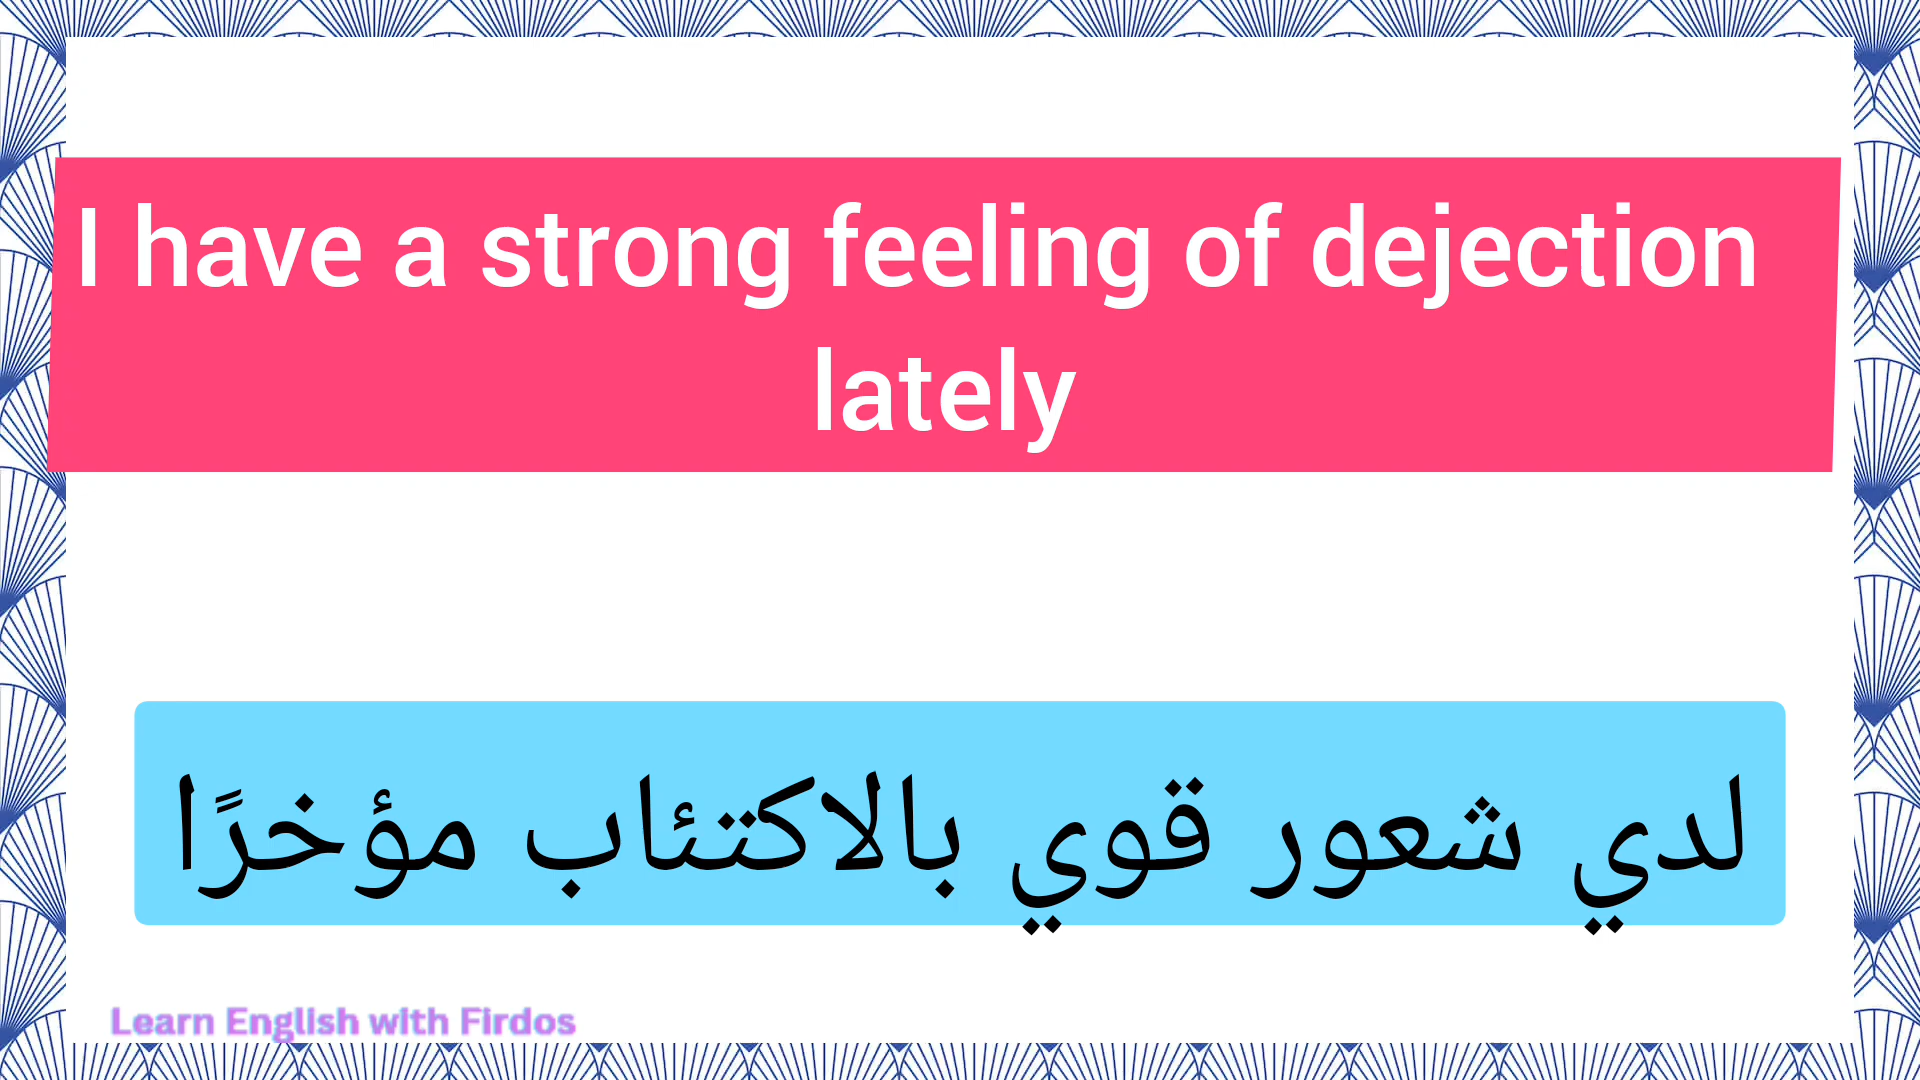 I have a strong feeling of dejection
lately
لدي شعور قوي بالاكتئاب مؤخرًا
Learn English with Firdos